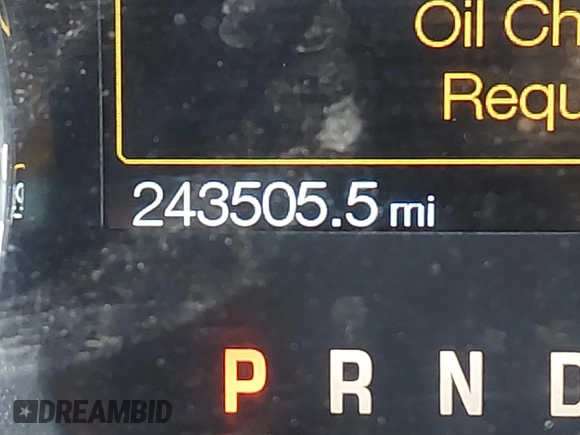 Oil Ch
Requ
243505.5 mi
P R N D
DREAMBID